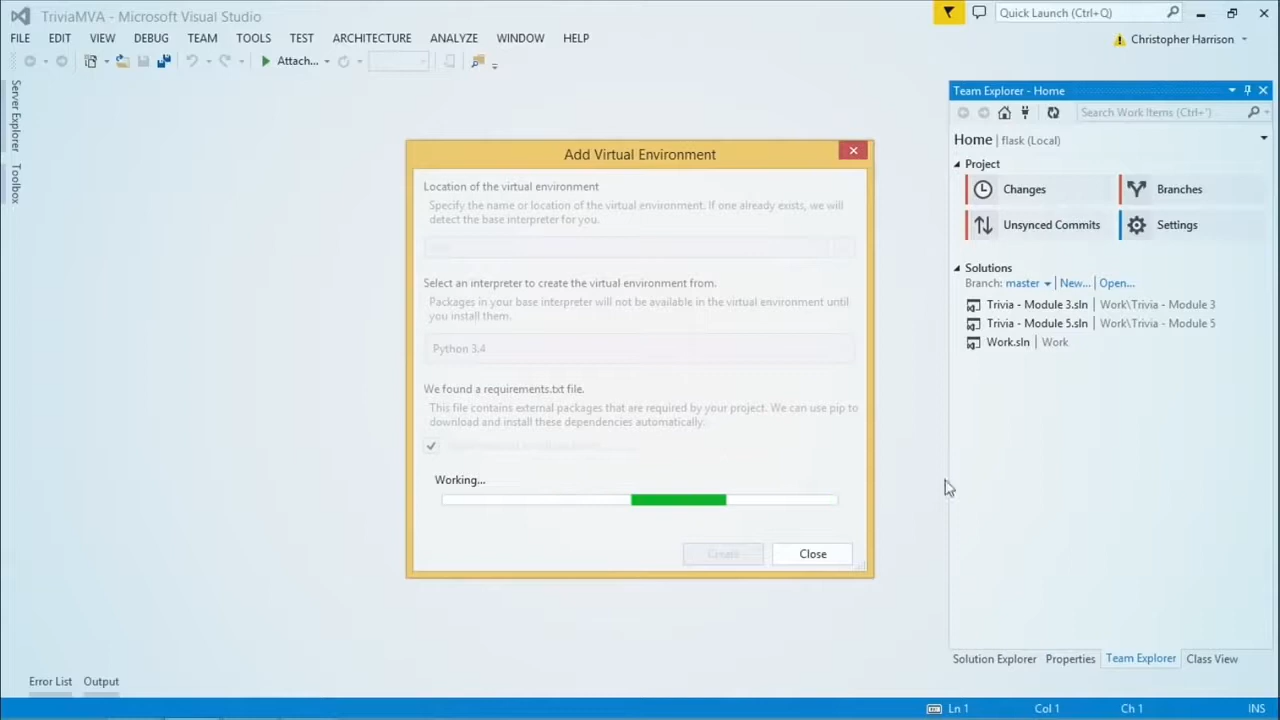 TriviaMVA - Microsoft Visual Studio
Quick Launch (Ctrl+Q)
FILE EDIT VIEW DEBUG TEAM TOOLS TEST ARCHITECTURE ANALYZE WINDOW HELP
Christopher Harrison
Attach...
Server Explorer
Toolbox
Add Virtual Environment
Location of the virtual environment
Specify the name or location of the virtual environment. If one already exists, we will
detect the base interpreter for you.
Select an interpreter to create the virtual environment from.
Packages in your base interpreter will not be available in the virtual environment until
you install them.
Python 3.4
We found a requirements.txt file.
This file contains external packages that are required by your project. We can use pip to
download and install these dependencies automatically.
Working...
Create Close
Team Explorer - Home
Search Work Items (Ctrl+')
Home | flask (Local)
Project
Changes Branches
Unsynced Commits Settings
Solutions
Branch: master | New... | Open...
Trivia - Module 3.sln | Work\Trivia - Module 3
Trivia - Module 5.sln | Work\Trivia - Module 5
Work.sln | Work
Solution Explorer Properties Team Explorer Class View
Error List Output
Ln 1 Col 1 Ch 1 INS